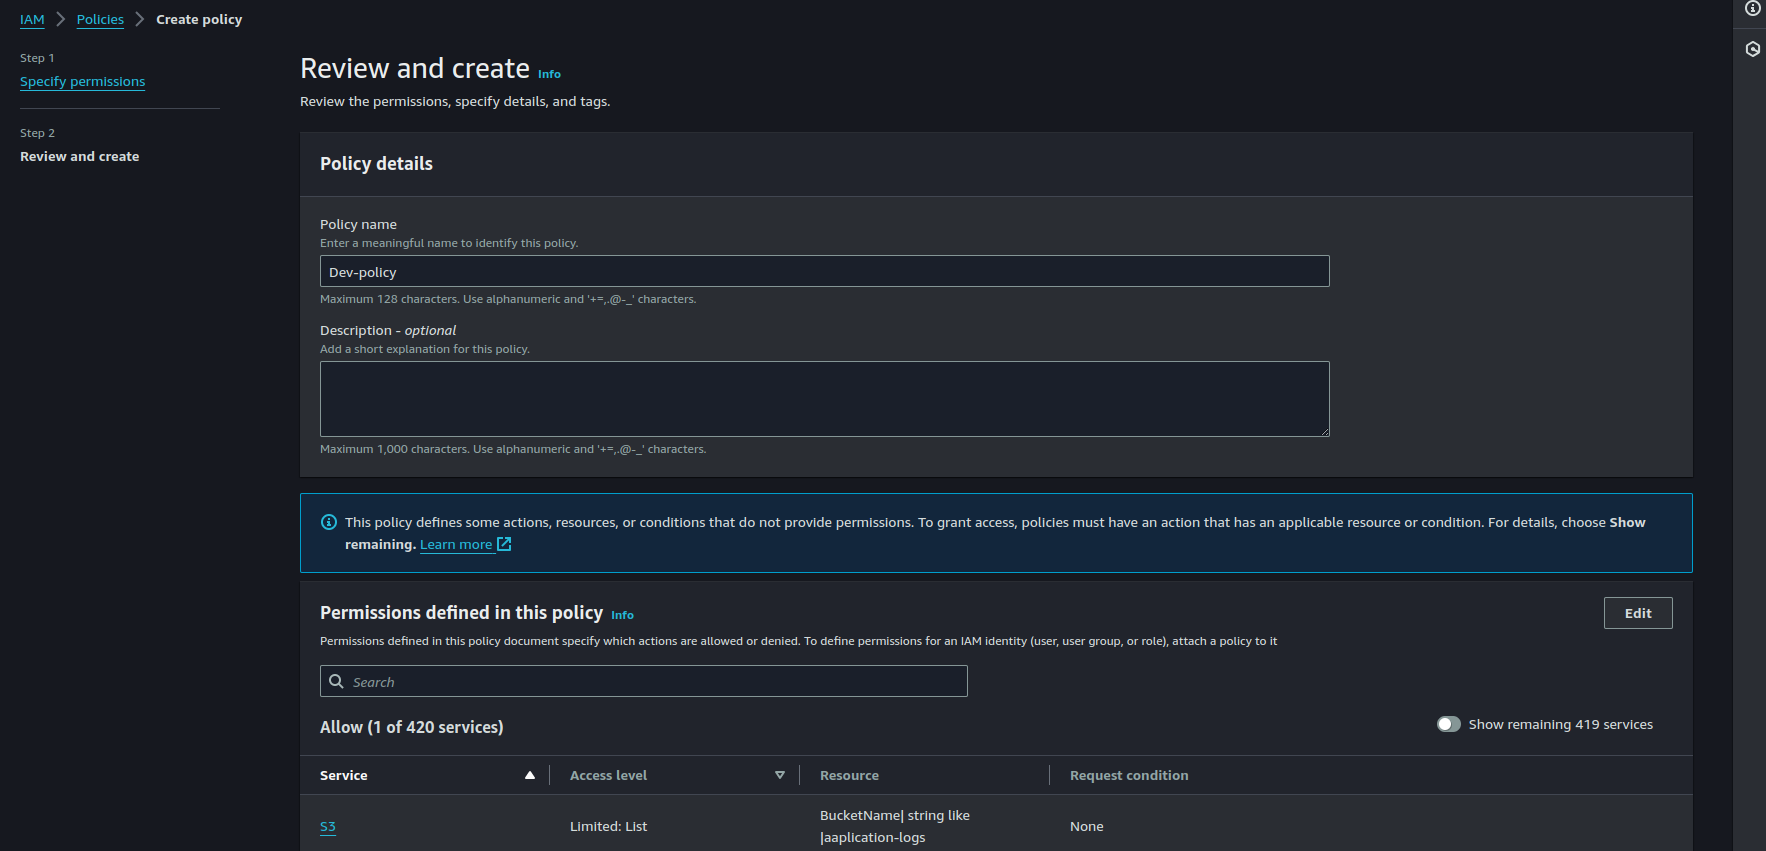 IAM > Policies > Create policy
Step 1
Specify permissions
Step 2
Review and create
Review and create Info
Review the permissions, specify details, and tags.
Policy details
Policy name
Enter a meaningful name to identify this policy.
Dev-policy
Maximum 128 characters. Use alphanumeric and '+=,.@-_' characters.
Description - optional
Add a short explanation for this policy.
Maximum 1,000 characters. Use alphanumeric and '+=,.@-_' characters.
This policy defines some actions, resources, or conditions that do not provide permissions. To grant access, policies must have an action that has an applicable resource or condition. For details, choose Show
remaining. Learn more
Permissions defined in this policy Info
Edit
Permissions defined in this policy document specify which actions are allowed or denied. To define permissions for an IAM identity (user, user group, or role), attach a policy to it
Search
Allow (1 of 420 services)
Show remaining 419 services
Service Access level Resource Request condition
S3 Limited: List BucketName| string like
|aaplication-logs None